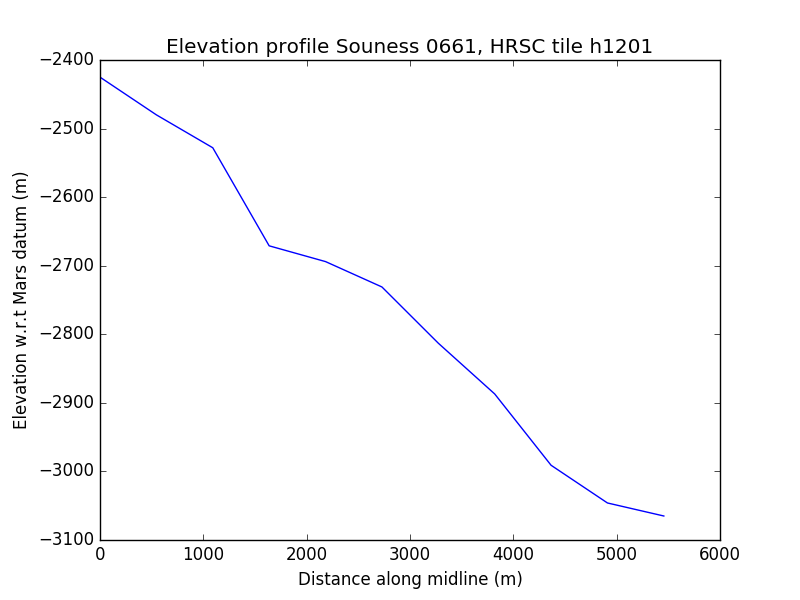 Elevation profile Souness 0661, HRSC tile h1201
−2400
−2500
−2600
−2700
−2800
−2900
−3000
−3100
Elevation w.r.t Mars datum (m)
0 1000 2000 3000 4000 5000 6000
Distance along midline (m)